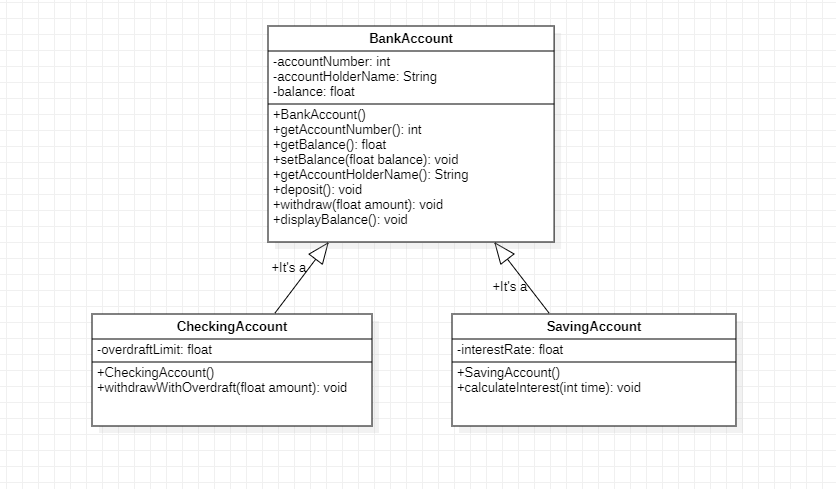 BankAccount
-accountNumber: int
-accountHolderName: String
-balance: float
+BankAccount()
+getAccountNumber(): int
+getBalance(): float
+setBalance(float balance): void
+getAccountHolderName(): String
+deposit(): void
+withdraw(float amount): void
+displayBalance(): void
+It's a
+It's a
CheckingAccount
-overdraftLimit: float
+CheckingAccount()
+withdrawWithOverdraft(float amount): void
SavingAccount
-interestRate: float
+SavingAccount()
+calculateInterest(int time): void